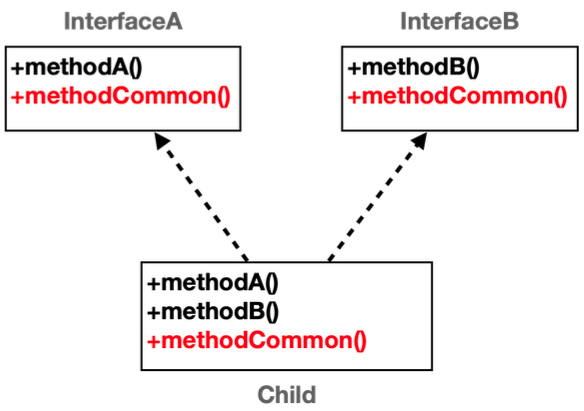 InterfaceA
+methodA()
+methodCommon()
InterfaceB
+methodB()
+methodCommon()
+methodA()
+methodB()
+methodCommon()
Child